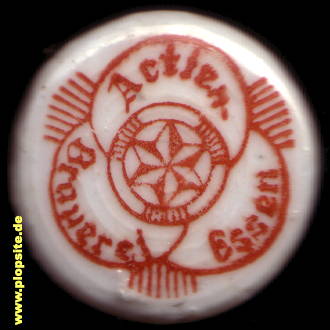 Actien-
Brauerei
Essen
www.plopsite.de